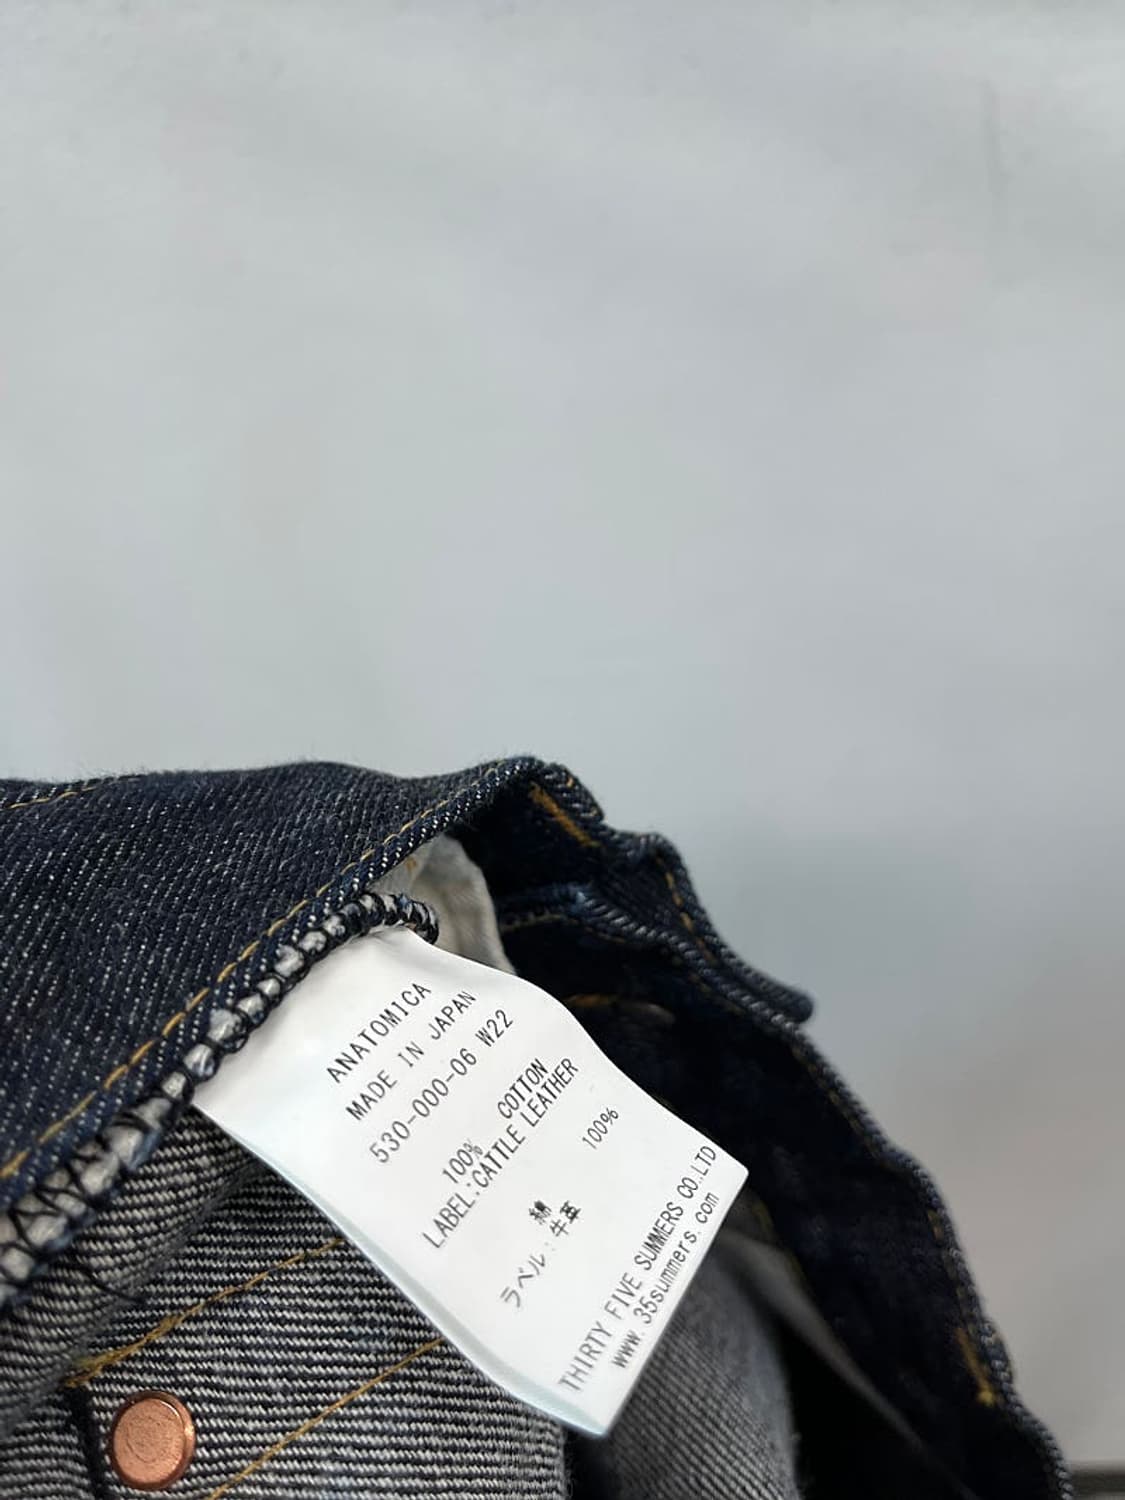 ANATOMICA
MADE IN JAPAN
530-000-06 W22
100% COTTON
LABEL:CATTLE LEATHER
綿 100%
ラベル:牛革
THIRTY FIVE SUMMERS CO.LTD
www.35summers.com